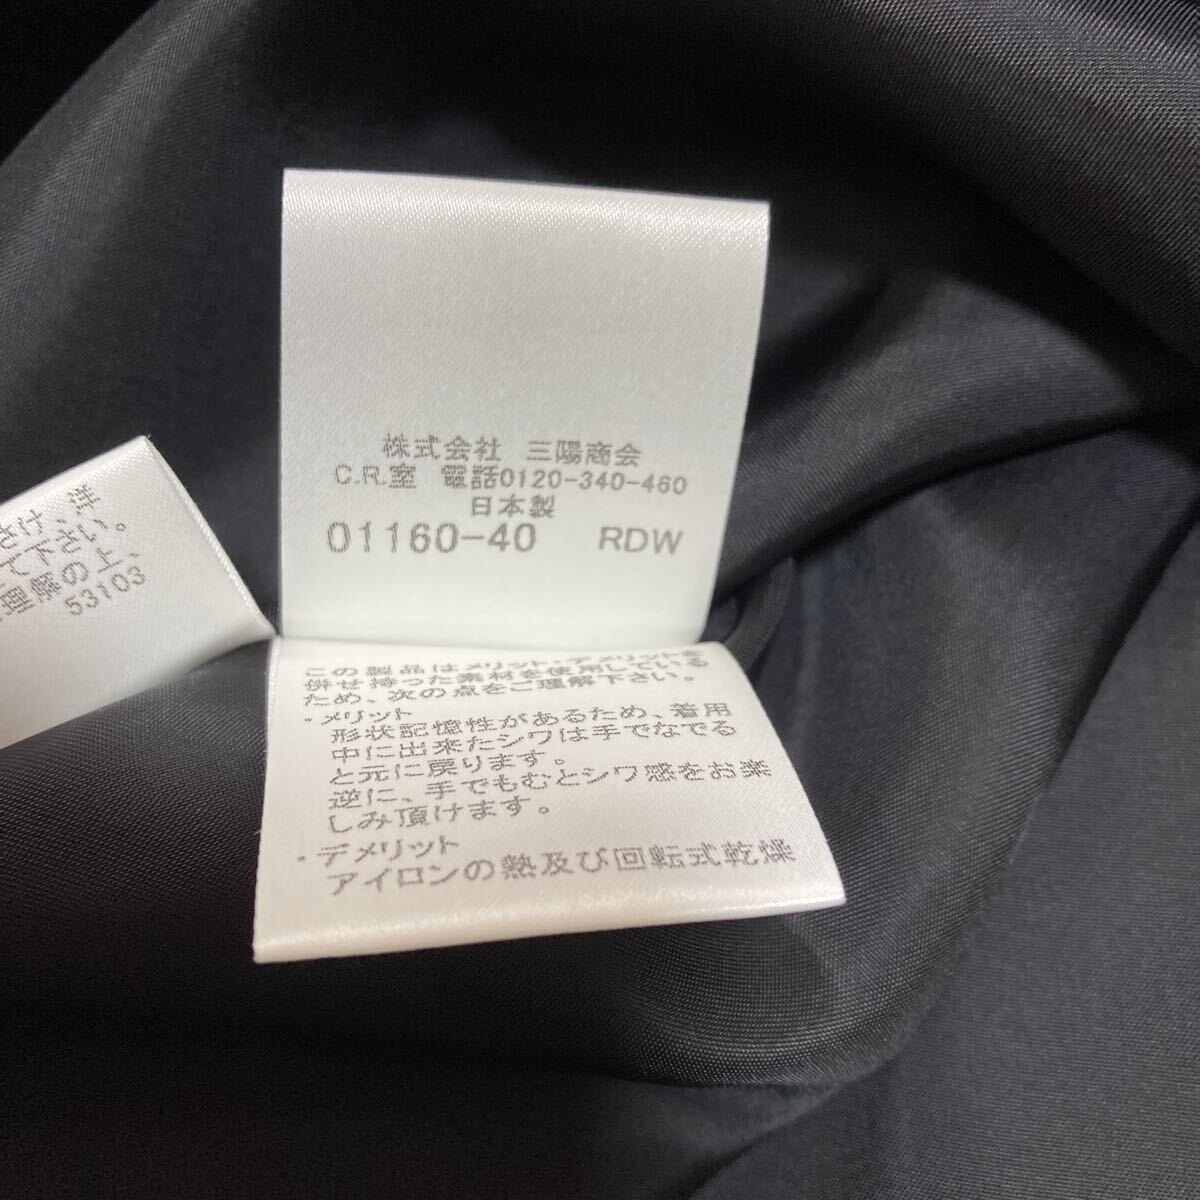 株式会社 三陽商会
C.R.室 電話0120-340-460
日本製
01160-40 RDW
洋
さけ、い。
て下さい。
理解の上、
53103
この製品はメリット・デメリットを
併せ持った素材を使用している
ため、次の点をご理解下さい。
・メリット
形状記憶性があるため、着用
中に出来たシワは手でなでる
と元に戻ります。
逆に、手でもむとシワ感をお楽
しみ頂けます。
・デメリット
アイロンの熱及び回転式乾燥